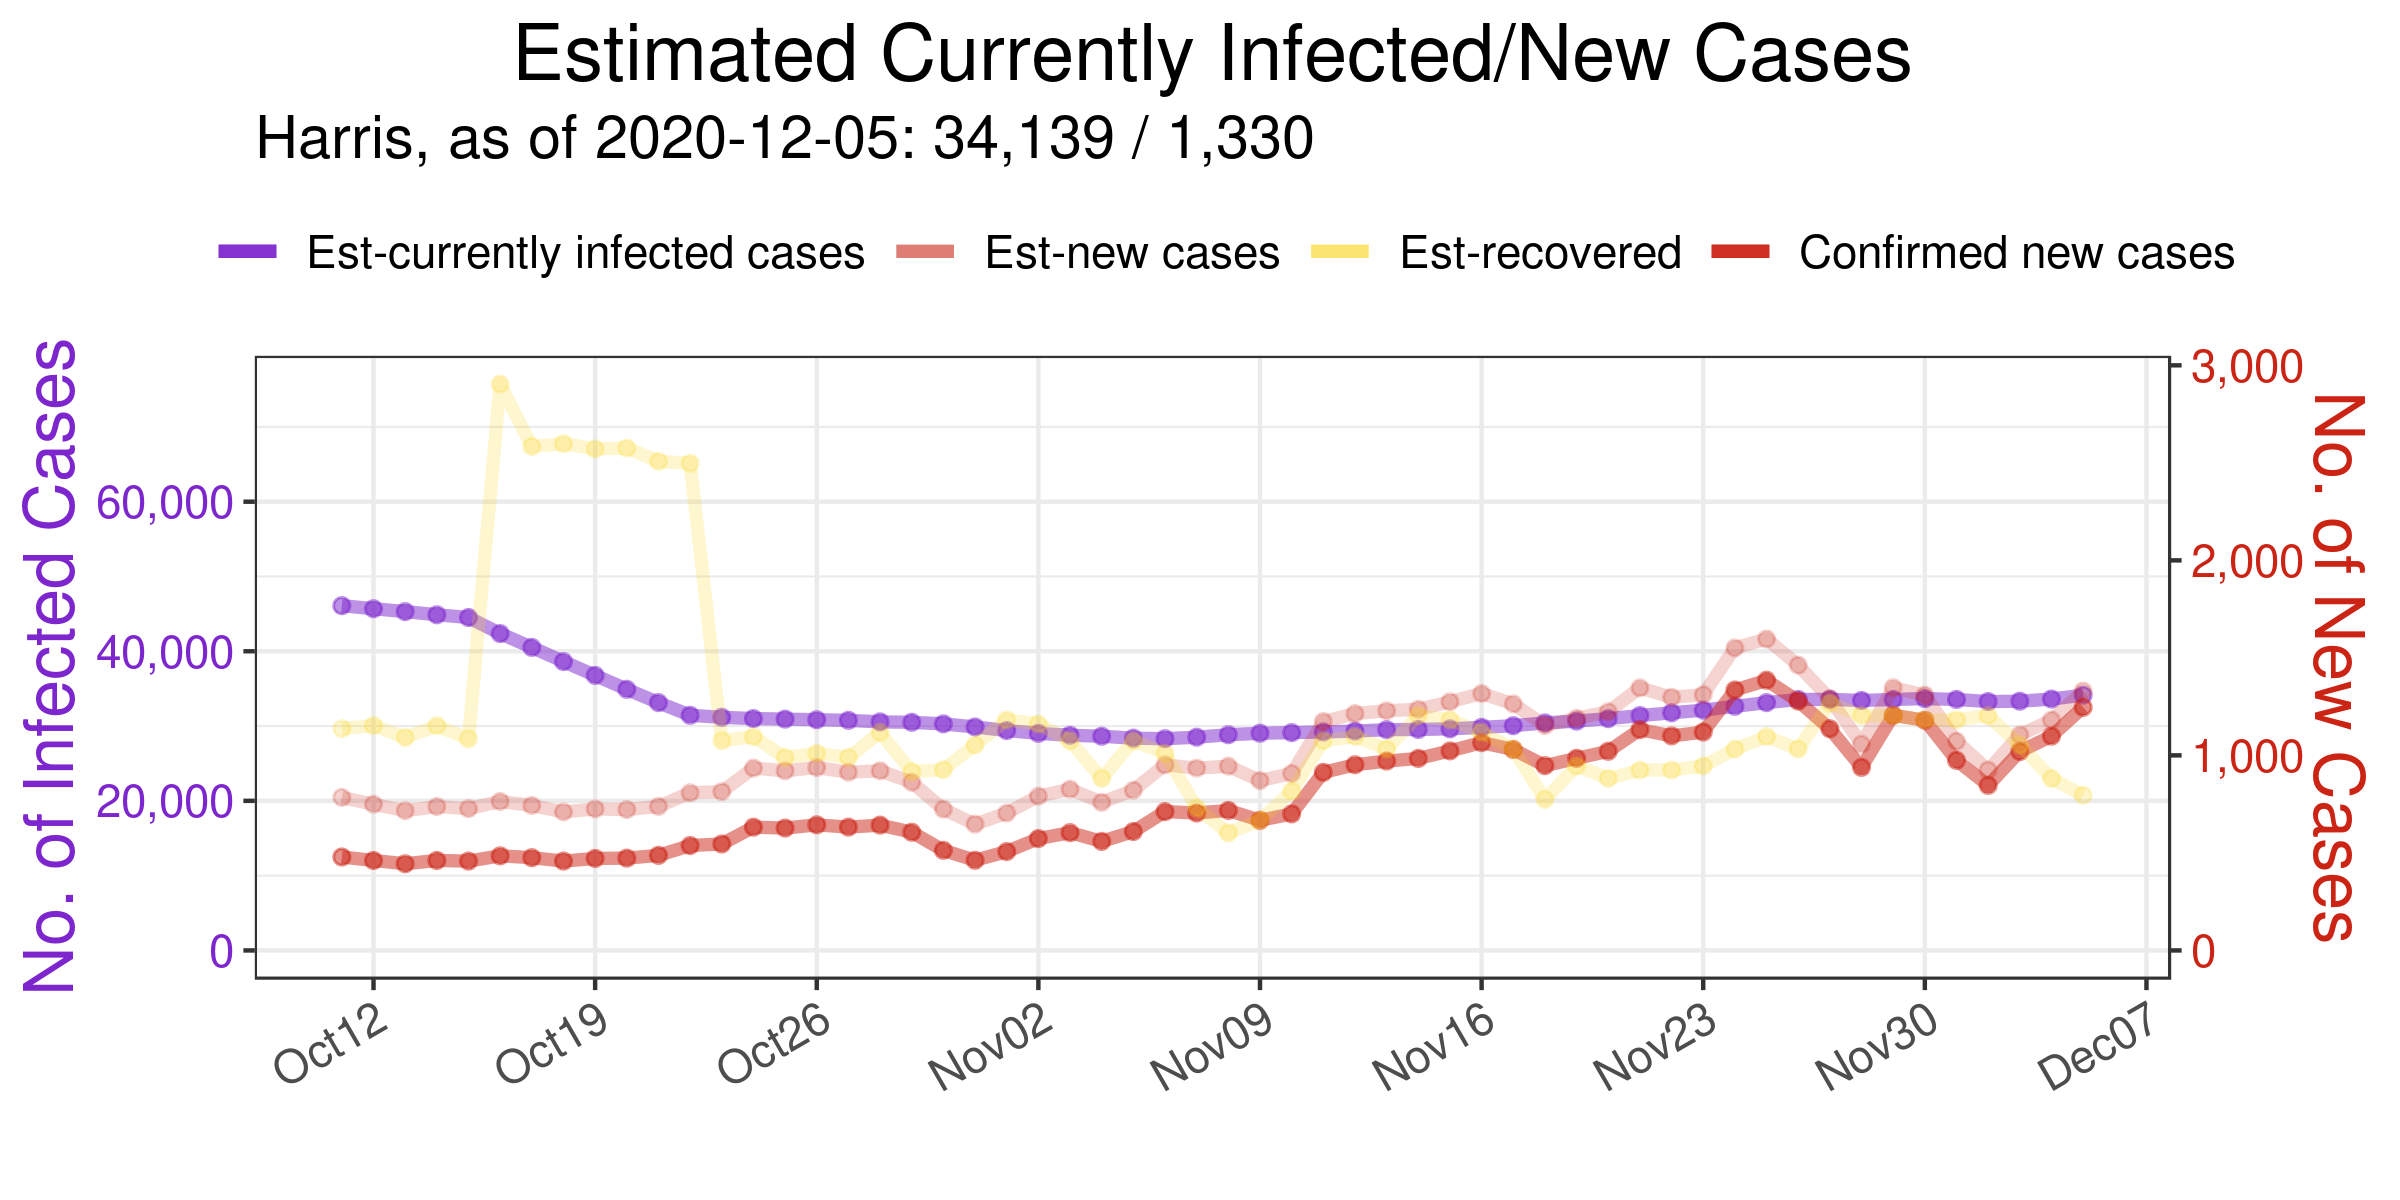 Estimated Currently Infected/New Cases
Harris, as of 2020-12-05: 34,139 / 1,330
Est-currently infected cases Est-new cases Est-recovered Confirmed new cases
No. of Infected Cases
60,000
40,000
20,000
0
3,000
2,000
1,000
0
No. of New Cases
Oct12 Oct19 Oct26 Nov02 Nov09 Nov16 Nov23 Nov30 Dec07